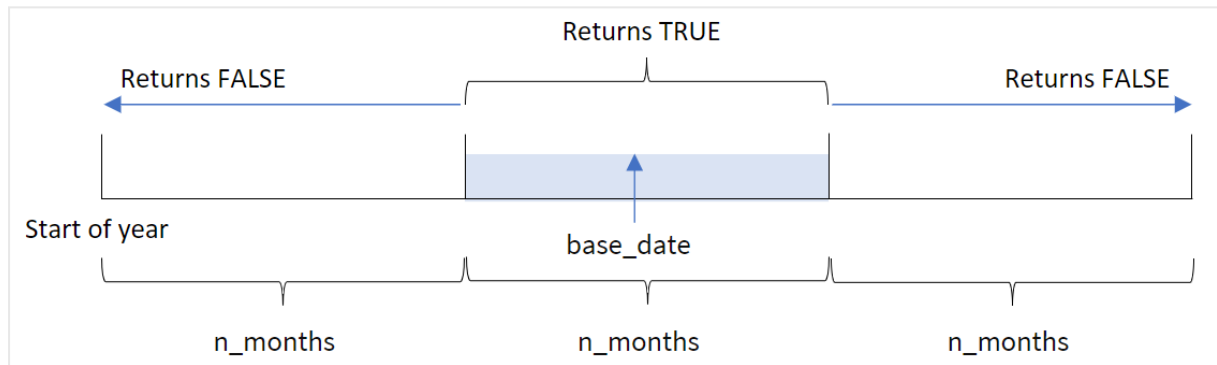 Returns TRUE
Returns FALSE
Returns FALSE
Start of year
base_date
n_months
n_months
n_months